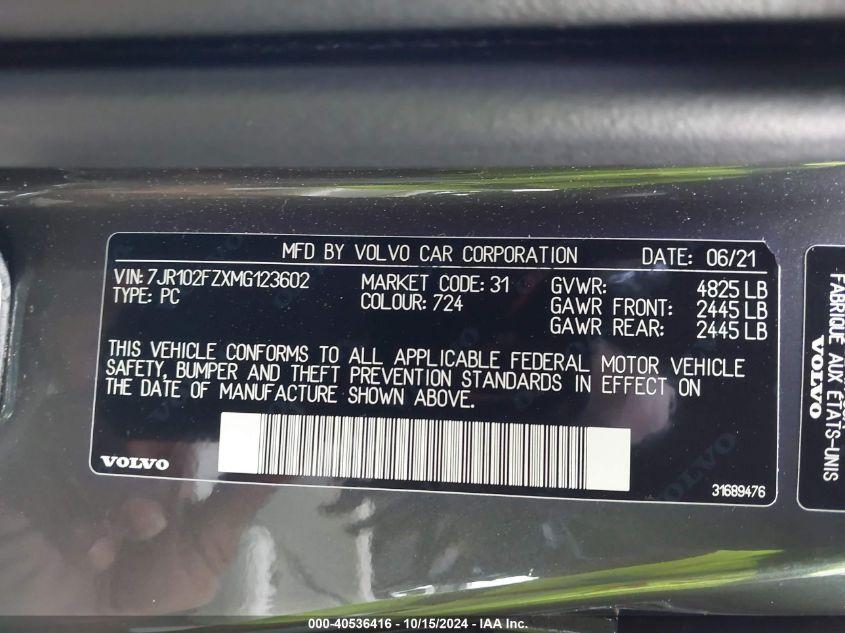 MFD BY VOLVO CAR CORPORATION DATE: 06/21
VIN: 7JR102FZXMG123602 MARKET CODE: 31 GVWR: 4825 LB
TYPE: PC COLOUR: 724 GAWR FRONT: 2445 LB
GAWR REAR: 2445 LB
THIS VEHICLE CONFORMS TO ALL APPLICABLE FEDERAL MOTOR VEHICLE
SAFETY, BUMPER AND THEFT PREVENTION STANDARDS IN EFFECT ON
THE DATE OF MANUFACTURE SHOWN ABOVE.
VOLVO
31689476
FABRIQUE AUX ETATS-UNIS
VOLVO
000-40536416 - 10/15/2024 - IAA Inc.